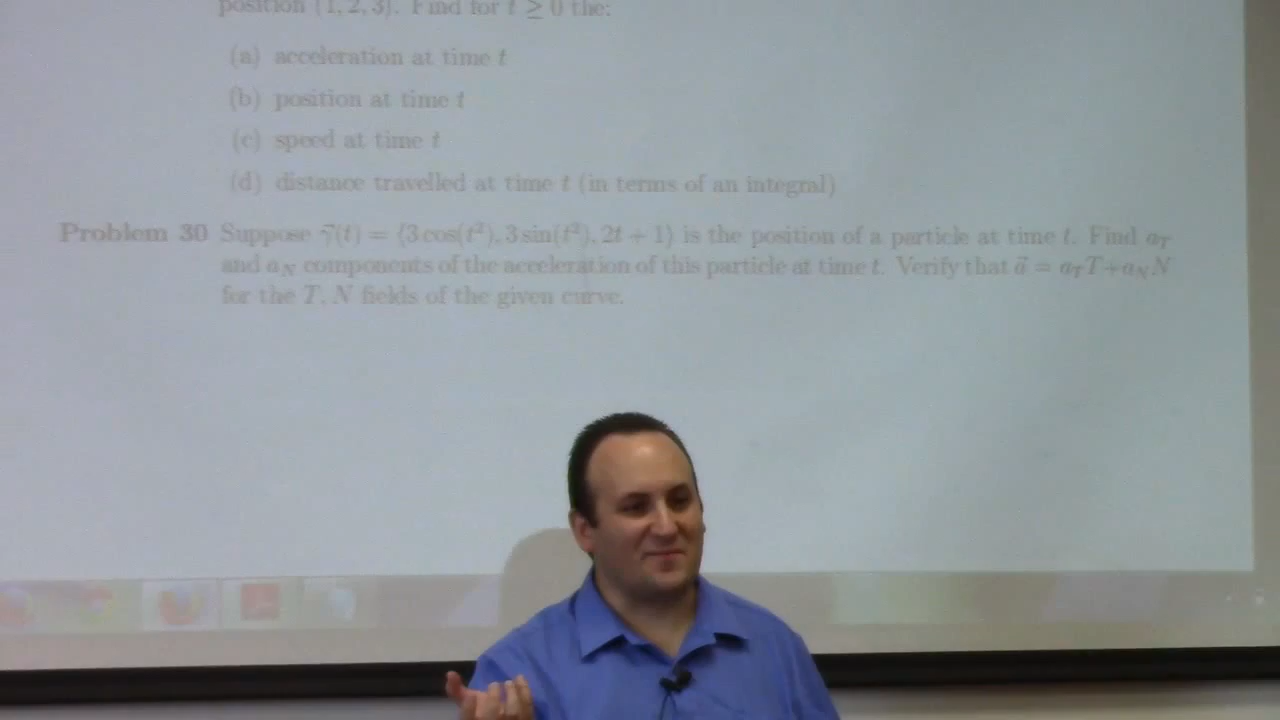 position (1, 2, 3). Find for t ≥ 0 the:
(a) acceleration at time t
(b) position at time t
(c) speed at time t
(d) distance travelled at time t (in terms of an integral)
Problem 30 Suppose γ⃗(t) = ⟨3 cos(t²), 3 sin(t²), 2t + 1⟩ is the position of a particle at time t. Find a_T
and a_N components of the acceleration of this particle at time t. Verify that a⃗ = a_T T + a_N N
for the T, N fields of the given curve.